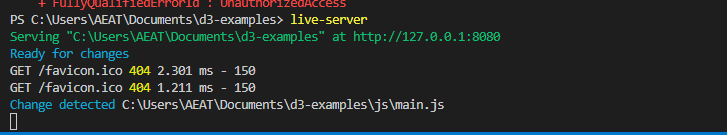 + FullyQualifiedErrorId : UnauthorizedAccess
PS C:\Users\AEAT\Documents\d3-examples> live-server
Serving "C:\Users\AEAT\Documents\d3-examples" at http://127.0.0.1:8080
Ready for changes
GET /favicon.ico 404 2.301 ms - 150
GET /favicon.ico 404 1.211 ms - 150
Change detected C:\Users\AEAT\Documents\d3-examples\js\main.js